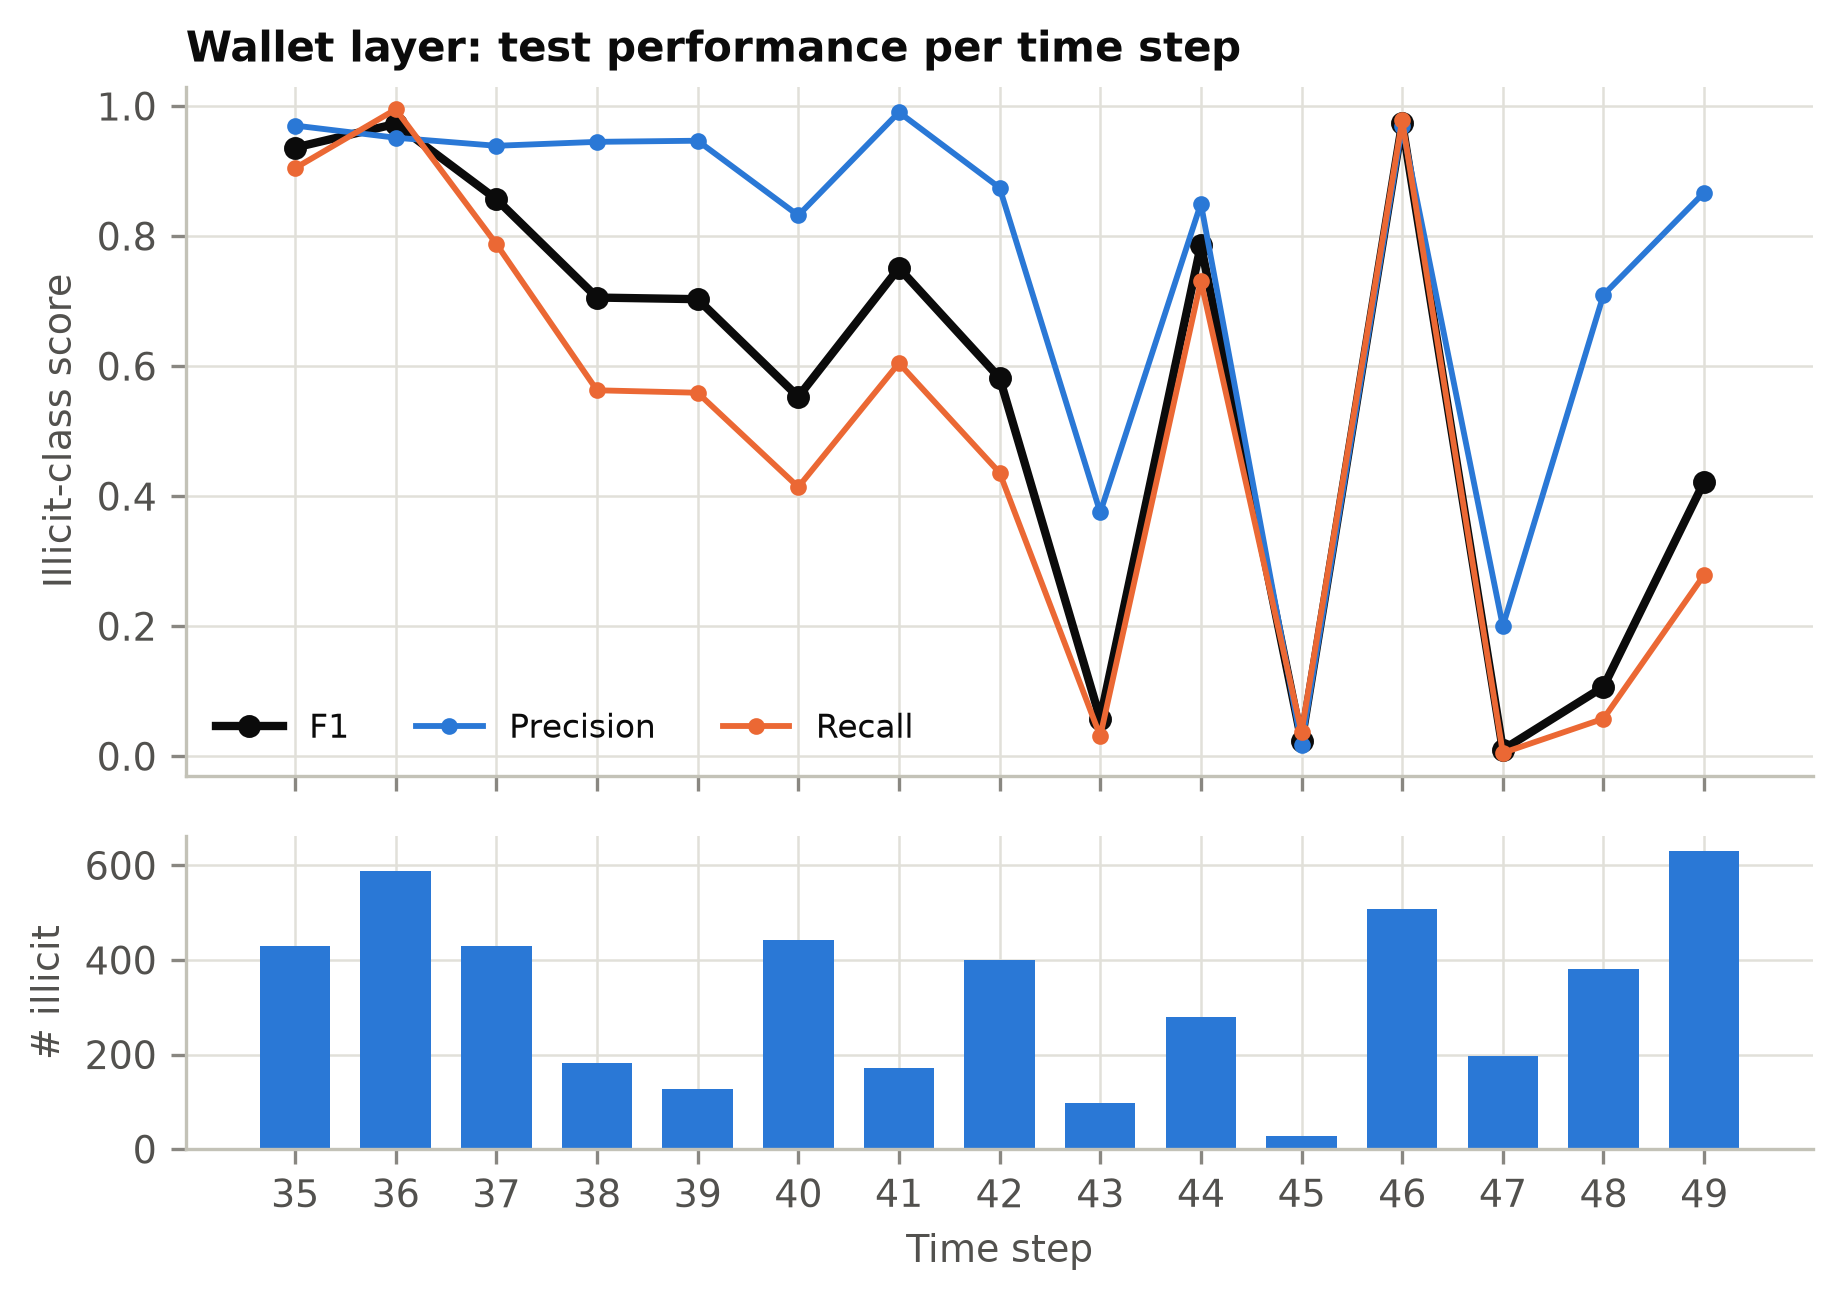 Wallet layer: test performance per time step
1.0
0.8
0.6
0.4
0.2
0.0
Illicit-class score
F1 Precision Recall
600
400
200
0
# illicit
35 36 37 38 39 40 41 42 43 44 45 46 47 48 49
Time step